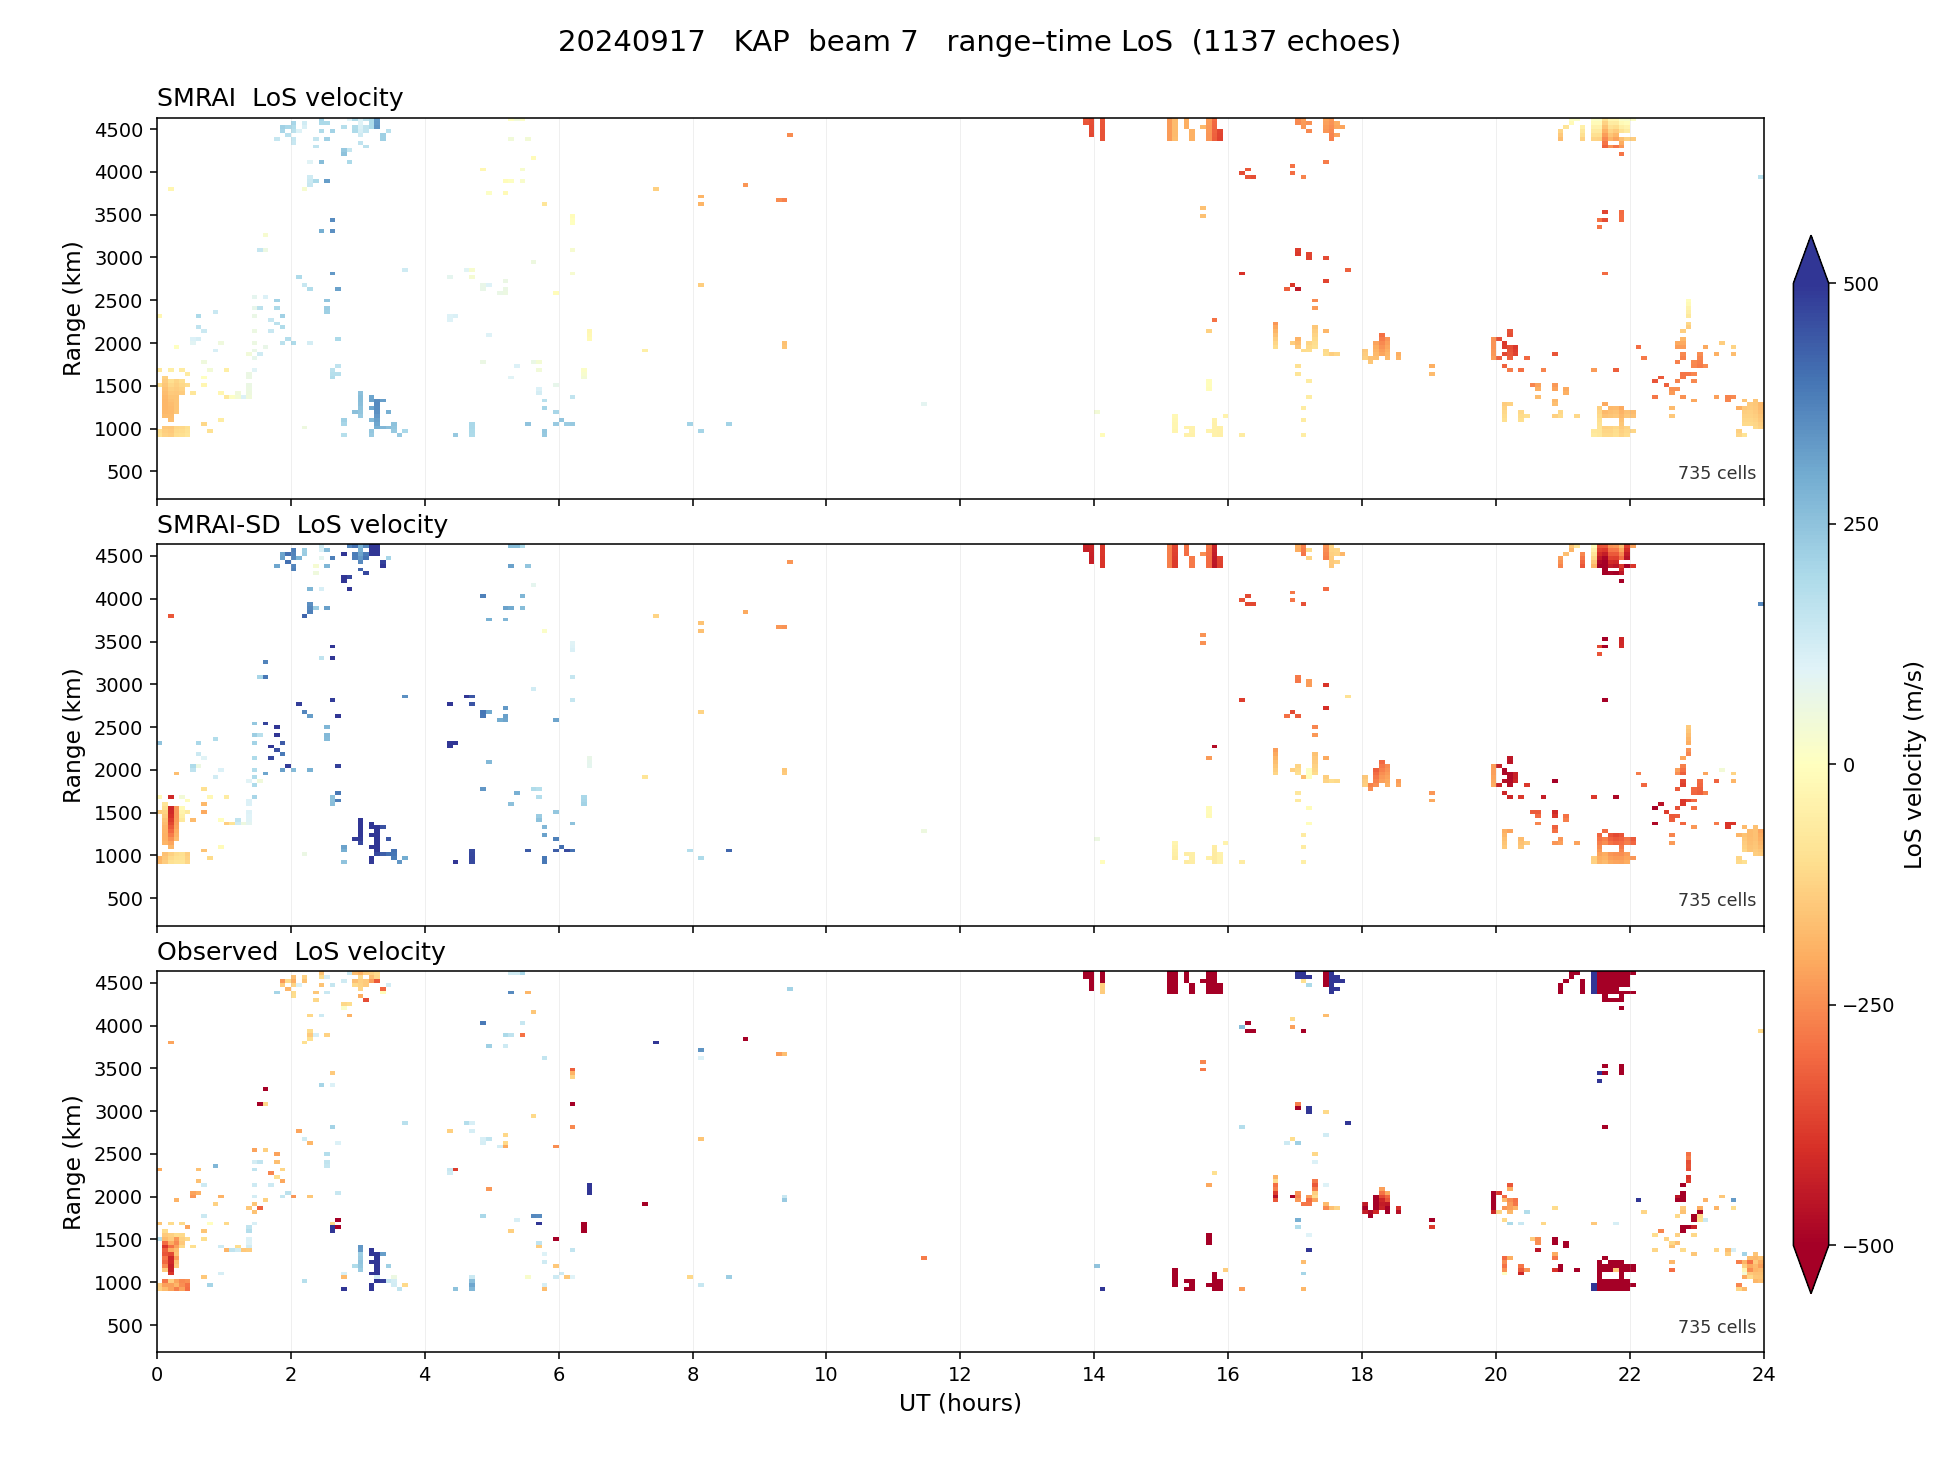 20240917 KAP beam 7 range–time LoS (1137 echoes)
SMRAI LoS velocity
4500
4000
3500
3000
2500
2000
1500
1000
500
Range (km)
735 cells
SMRAI-SD LoS velocity
4500
4000
3500
3000
2500
2000
1500
1000
500
Range (km)
735 cells
Observed LoS velocity
4500
4000
3500
3000
2500
2000
1500
1000
500
Range (km)
735 cells
0 2 4 6 8 10 12 14 16 18 20 22 24
UT (hours)
500
250
0
−250
−500
LoS velocity (m/s)